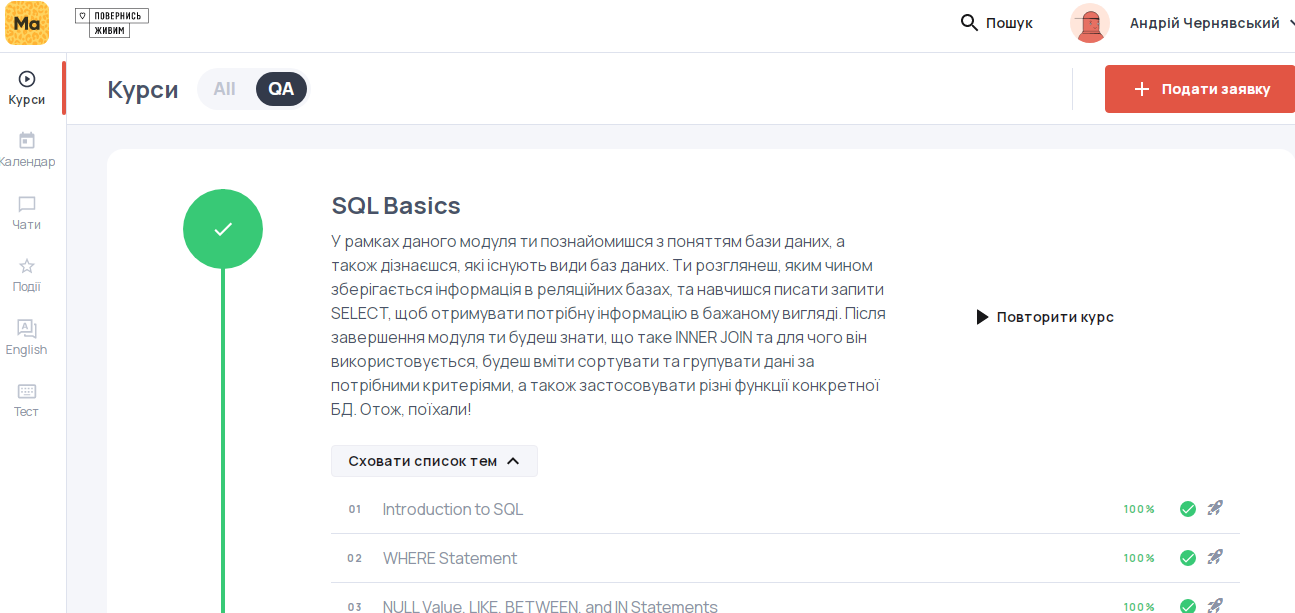 Ma
ПОВЕРНИСЬ
ЖИВИМ
Пошук
Андрій Чернявський
Курси
Календар
Чати
Події
English
Тест
Курси
All
QA
Подати заявку
SQL Basics
У рамках даного модуля ти познайомишся з поняттям бази даних, а
також дізнаєшся, які існують види баз даних. Ти розглянеш, яким чином
зберігається інформація в реляційних базах, та навчишся писати запити
SELECT, щоб отримувати потрібну інформацію в бажаному вигляді. Після
завершення модуля ти будеш знати, що таке INNER JOIN та для чого він
використовується, будеш вміти сортувати та групувати дані за
потрібними критеріями, а також застосовувати різні функції конкретної
БД. Отож, поїхали!
Повторити курс
Сховати список тем
01 Introduction to SQL 100%
02 WHERE Statement 100%
03 NULL Value, LIKE, BETWEEN, and IN Statements 100%